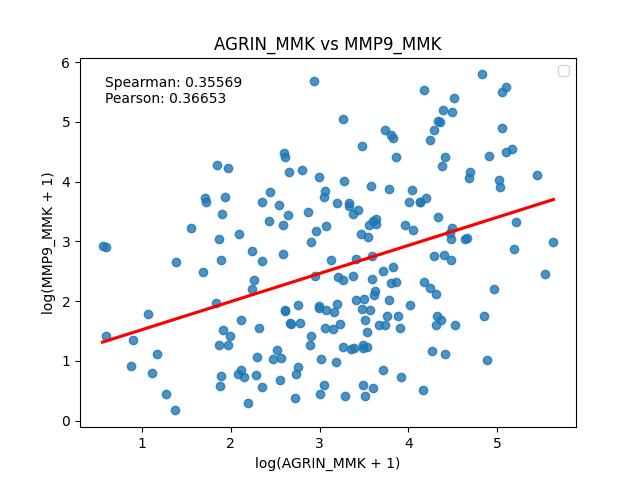 AGRIN_MMK vs MMP9_MMK
Spearman: 0.35569
Pearson: 0.36653
log(MMP9_MMK + 1)
6
5
4
3
2
1
0
1 2 3 4 5
log(AGRIN_MMK + 1)